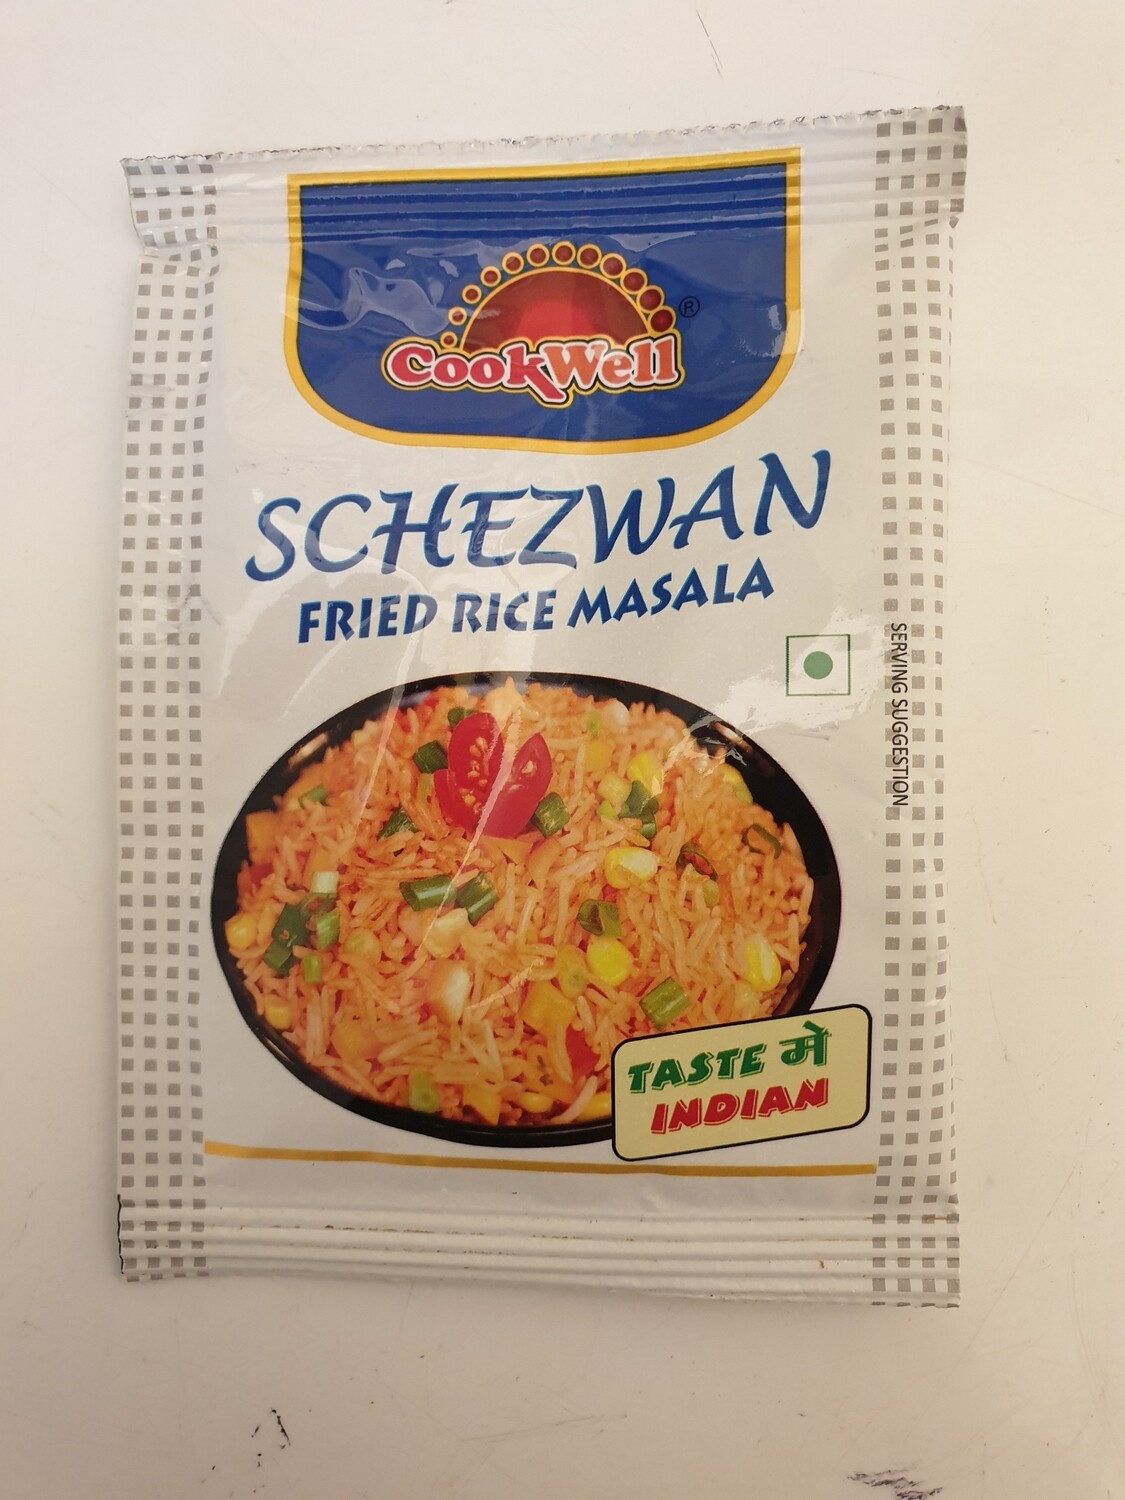 CookWell ®
SCHEZWAN
FRIED RICE MASALA
SERVING SUGGESTION
TASTE मे
INDIAN